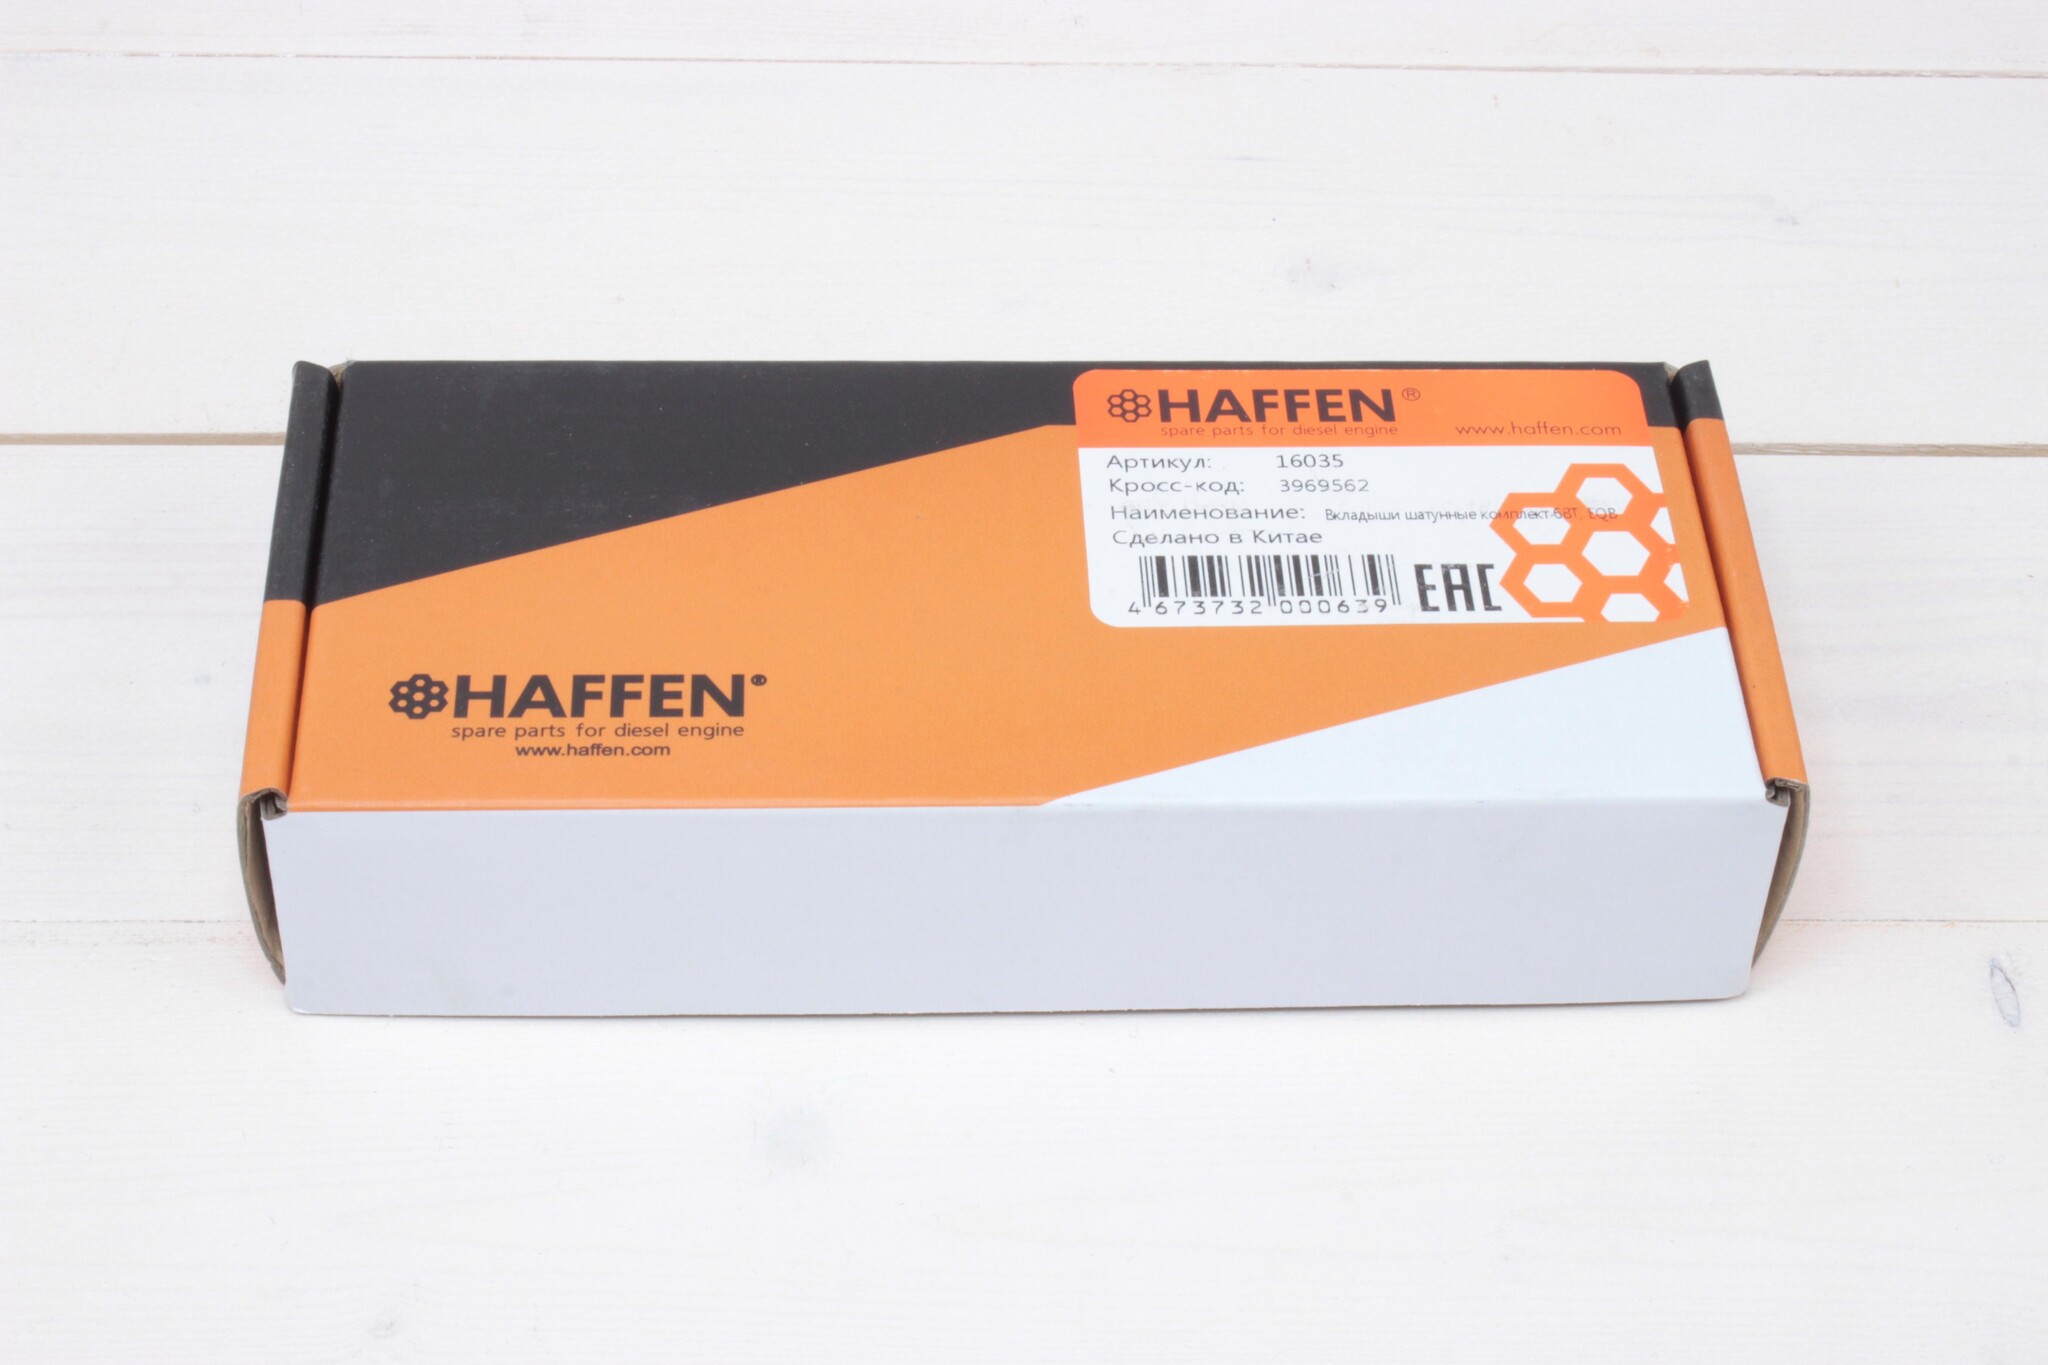 HAFFEN®
spare parts for diesel engine www.haffen.com
Артикул: 16035
Кросс-код: 3969562
Наименование: Вкладыши шатунные комплект 6BT, EQB
Сделано в Китае
4 673732 000639 EAC
HAFFEN®
spare parts for diesel engine
www.haffen.com